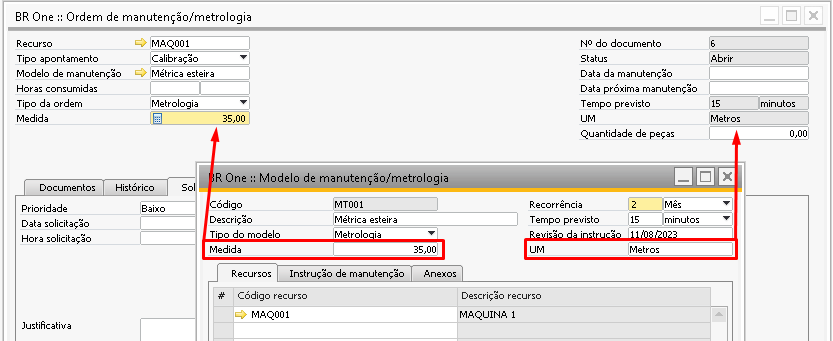 BR One :: Ordem de manutenção/metrologia
Recurso MAQ001 Nº do documento 6
Tipo apontamento Calibração Status Abrir
Modelo de manutenção Métrica esteira Data da manutenção
Horas consumidas Data próxima manutenção
Tipo da ordem Metrologia Tempo previsto 15 minutos
Medida 35,00 UM Metros
Quantidade de peças 0,00
BR One :: Modelo de manutenção/metrologia
Documentos Histórico
Prioridade Baixo
Data solicitação
Hora solicitação
Justificativa
Código MT001 Recorrência 2 Mês
Descrição Métrica esteira Tempo previsto 15 minutos
Tipo do modelo Metrologia Revisão da instrução 11/08/2023
Medida 35,00 UM Metros
Recursos Instrução de manutenção Anexos
# Código recurso Descrição recurso
MAQ001 MAQUINA 1